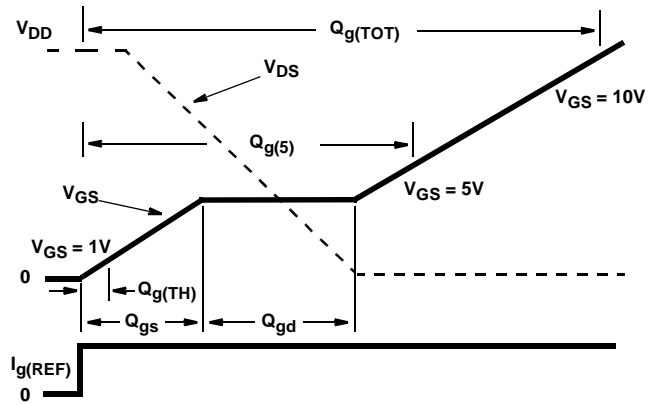 V_DD
Q_g(TOT)
V_DS
V_GS = 10V
Q_g(5)
V_GS
V_GS = 5V
V_GS = 1V
0
Q_g(TH)
Q_gs
Q_gd
I_g(REF)
0